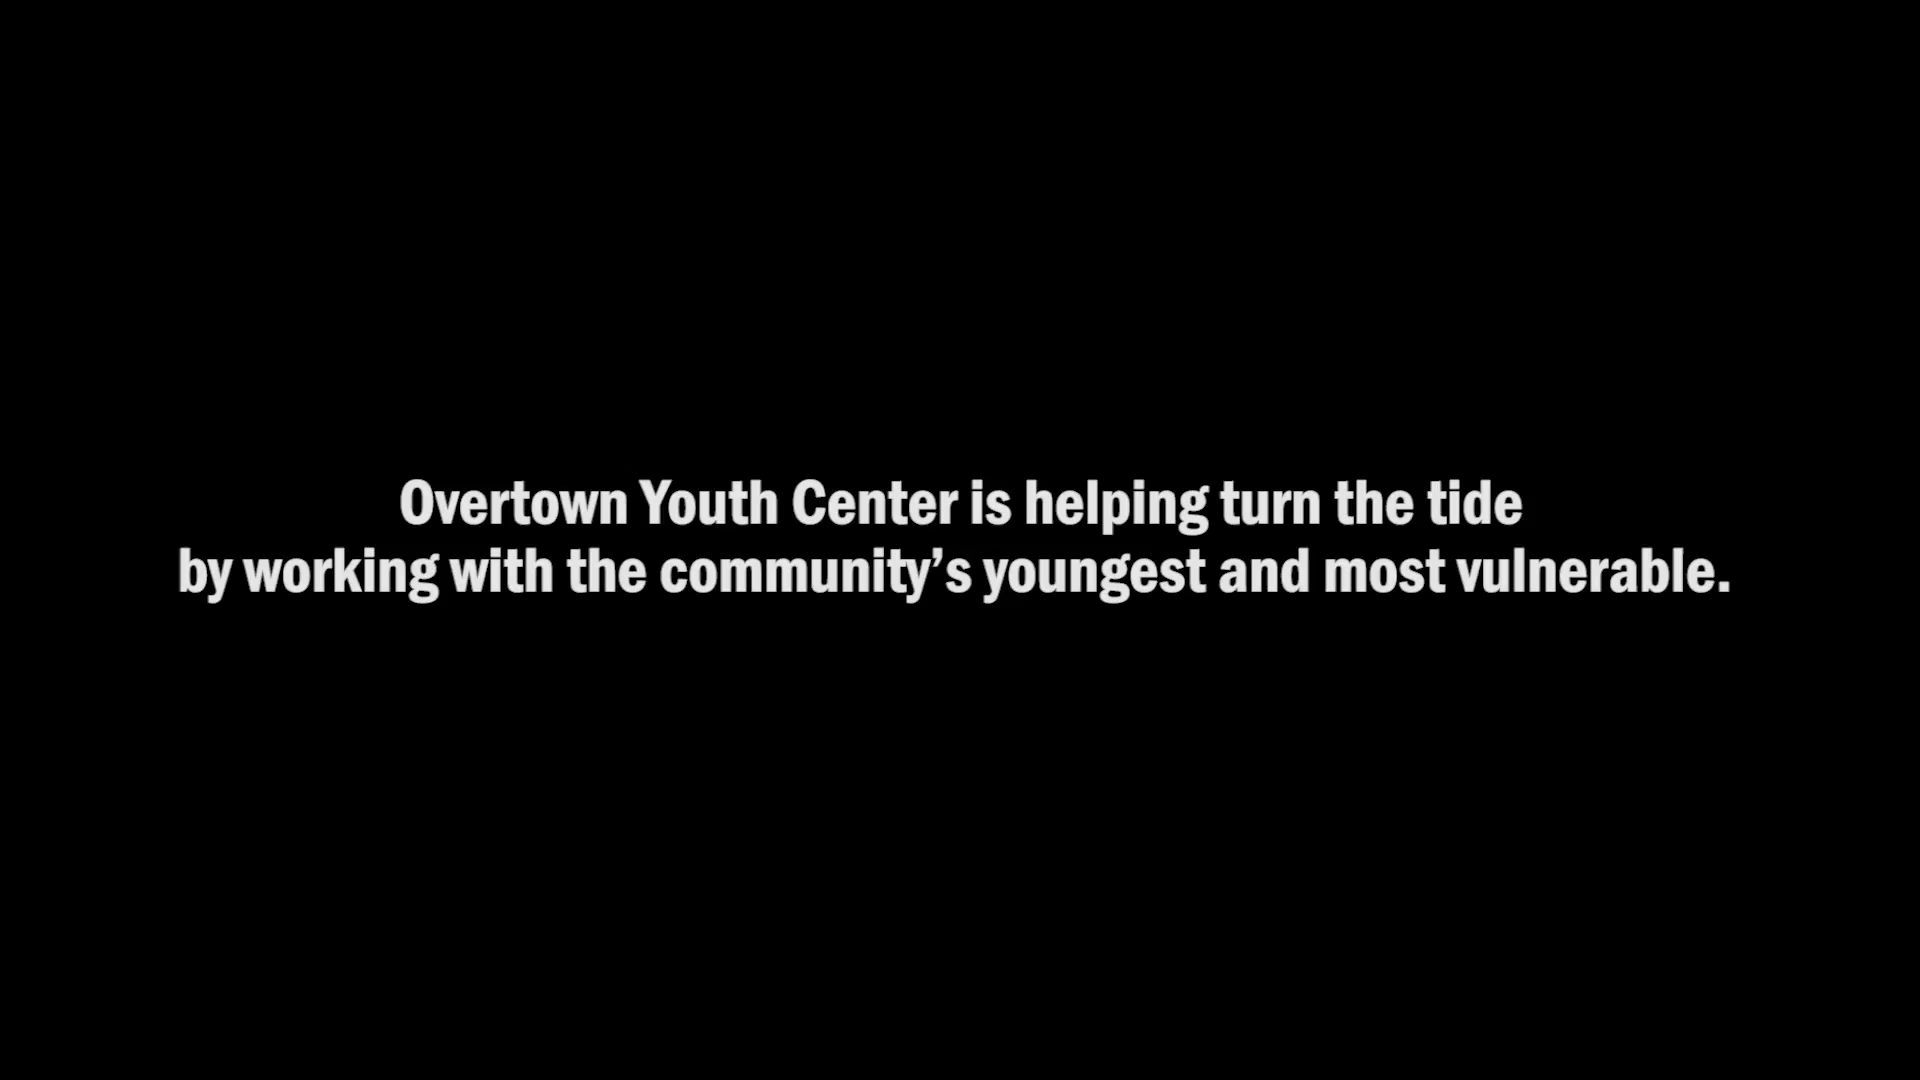 Overtown Youth Center is helping turn the tide
by working with the community’s youngest and most vulnerable.